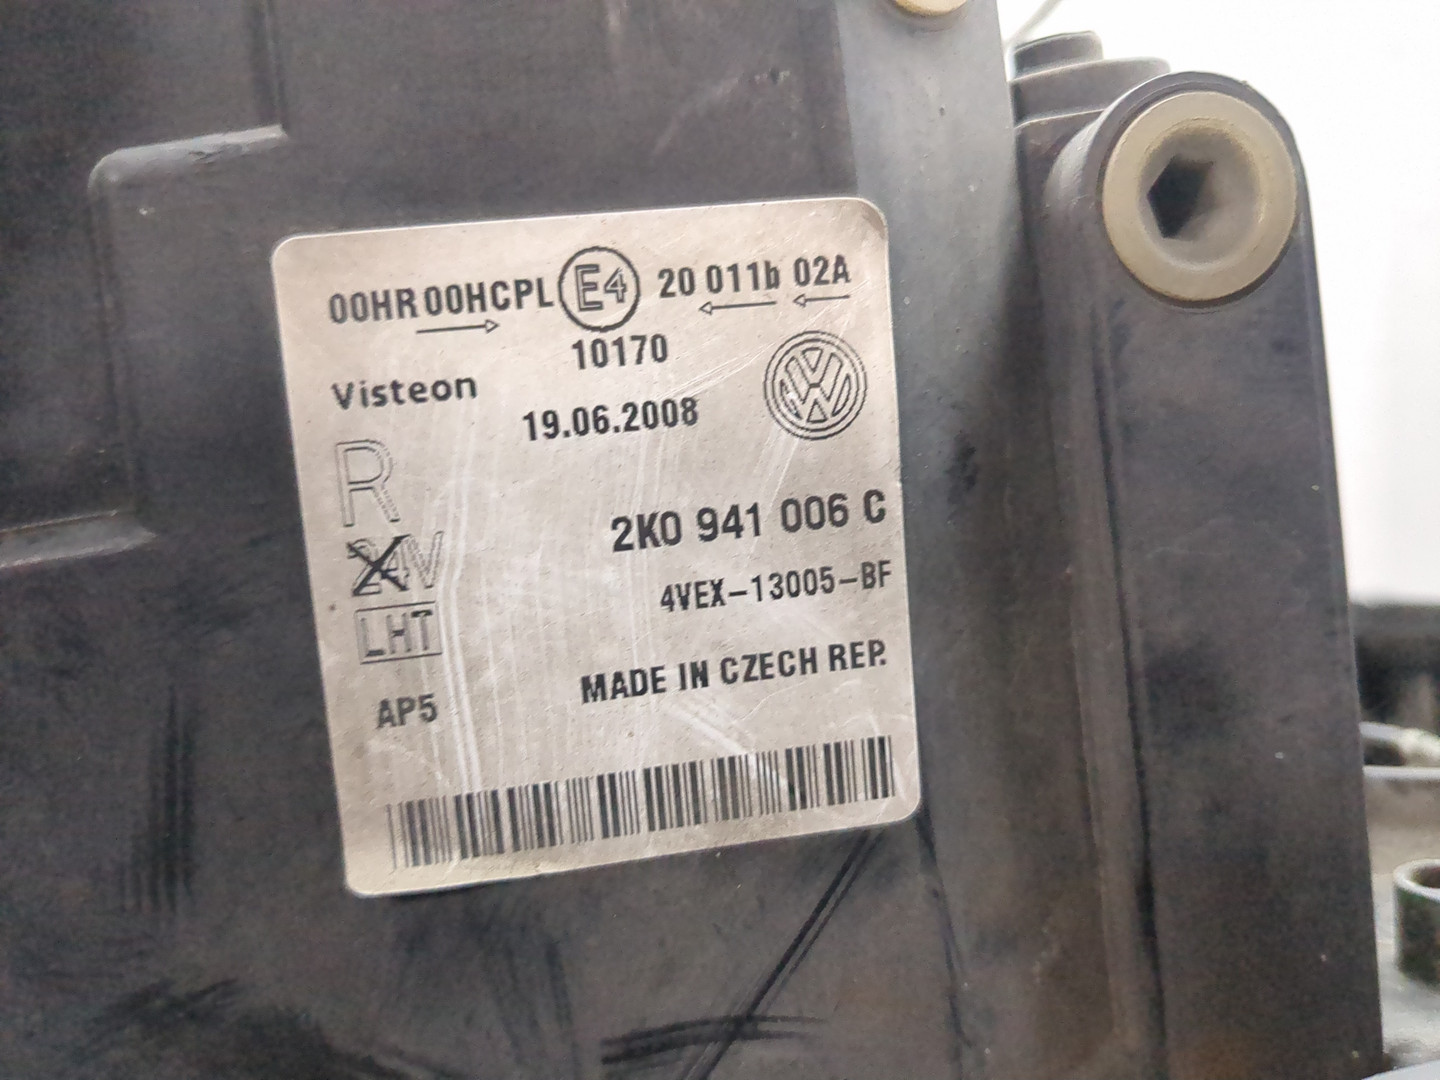 00HR 00HCPL E4 20 011b 02A
10170
Visteon
19.06.2008
VW
R
2K0 941 006 C
24V
4VEX-13005-BF
LHT
MADE IN CZECH REP.
AP5